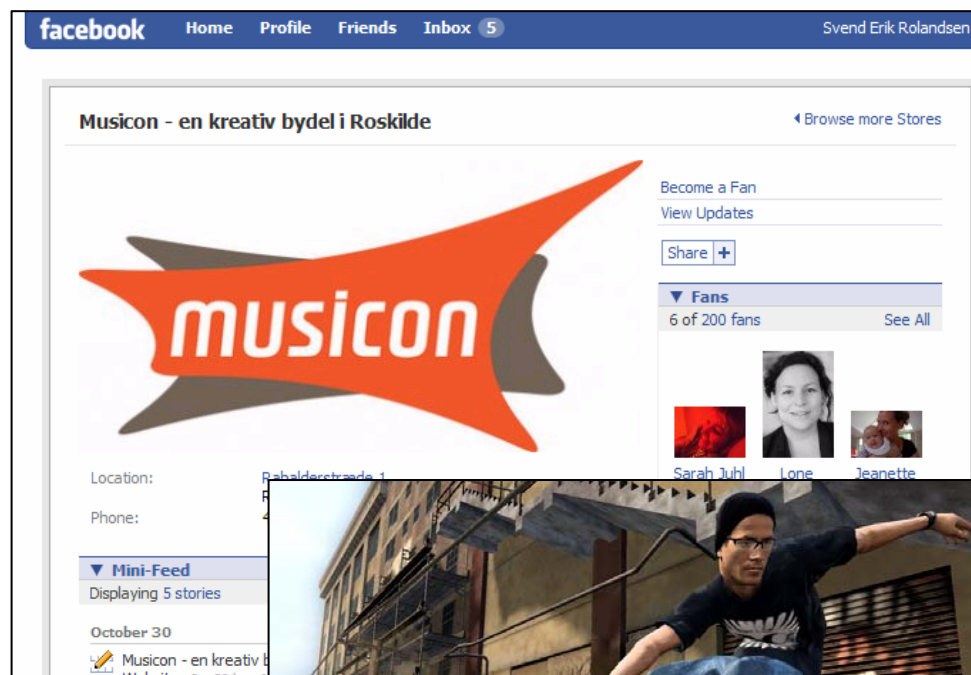 facebook Home Profile Friends Inbox 5 Svend Erik Rolandsen
Musicon - en kreativ bydel i Roskilde
Browse more Stores
musicon
Become a Fan
View Updates
Share +
Fans
6 of 200 fans See All
Sarah Juhl Lone Jeanette
Location: Rabalderstræde 1
Phone:
Mini-Feed
Displaying 5 stories
October 30
Musicon - en kreativ